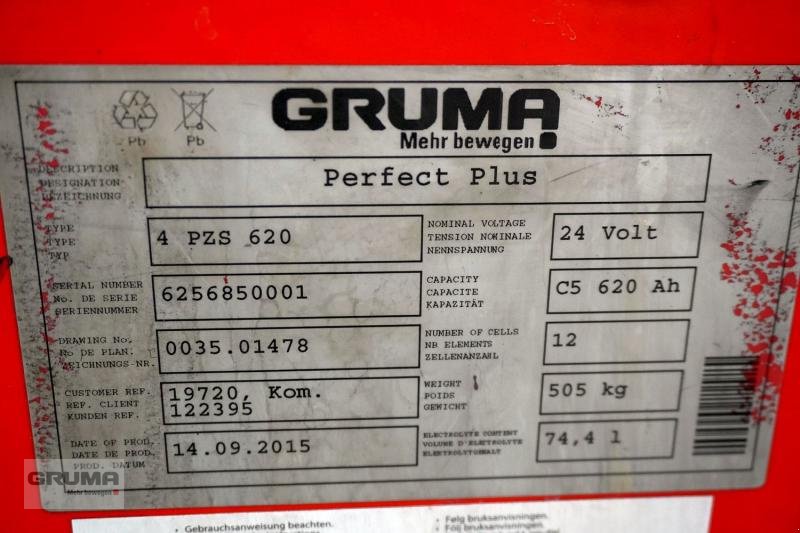 Pb
Pb
GRUMA
Mehr bewegen
DESCRIPTION
DESIGNATION
BEZEICHNUNG
Perfect Plus
TYPE
TYPE
TYP
4 PZS 620
NOMINAL VOLTAGE
TENSION NOMINALE
NENNSPANNUNG
24 Volt
SERIAL NUMBER
No. DE SERIE
SERIENNUMMER
6256850001
CAPACITY
CAPACITE
KAPAZITÄT
C5 620 Ah
DRAWING No.
No DE PLAN.
ZEICHNUNGS-NR.
0035.01478
NUMBER OF CELLS
NB ELEMENTS
ZELLENANZAHL
12
CUSTOMER REF.
REF. CLIENT
KUNDEN REF.
19720, Kom.
122395
WEIGHT
POIDS
GEWICHT
505 kg
DATE OF PROD.
DATE DE PROD.
PROD. DATUM
14.09.2015
ELECTROLYTE CONTENT
VOLUME D'ELECTROLYTE
ELEKTROLYTGEHALT
74,4 l
GRUMA
Mehr bewegen
• Gebrauchsanweisung beachten.
• Følg bruksanvisningen.